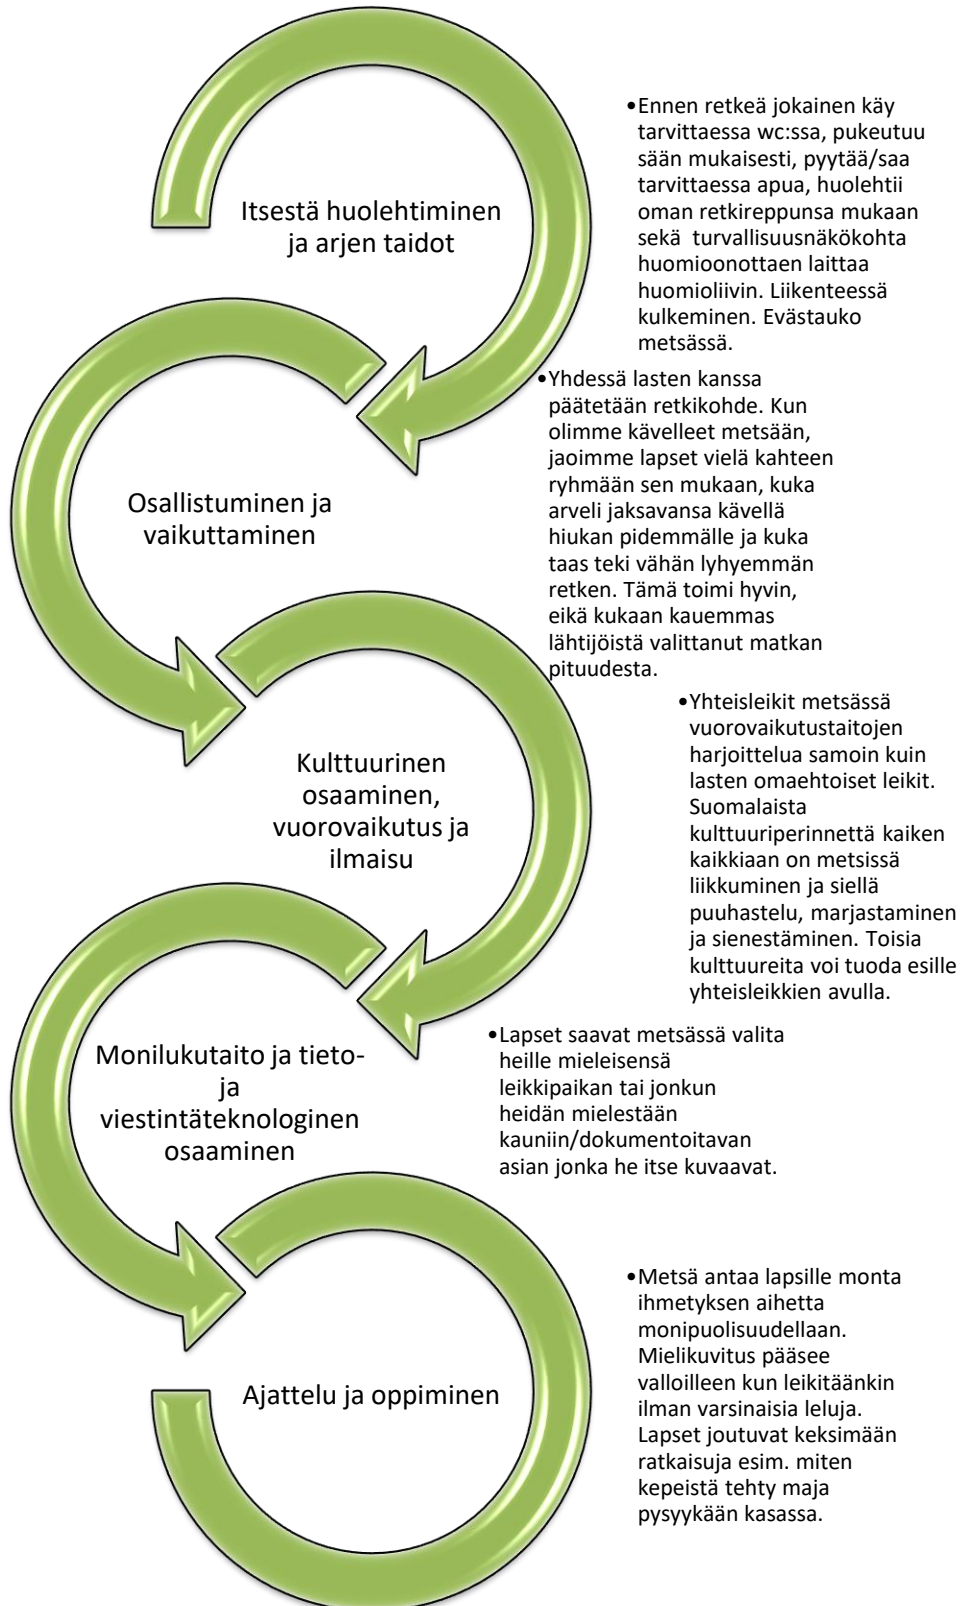 Itsestä huolehtiminen
ja arjen taidot
•Ennen retkeä jokainen käy
tarvittaessa wc:ssa, pukeutuu
sään mukaisesti, pyytää/saa
tarvittaessa apua, huolehtii
oman retkireppunsa mukaan
sekä turvallisuusnäkökohta
huomioonottaen laittaa
huomioliivin. Liikenteessä
kulkeminen. Evästauko
metsässä.
Osallistuminen ja
vaikuttaminen
•Yhdessä lasten kanssa
päätetään retkikohde. Kun
olimme kävelleet metsään,
jaoimme lapset vielä kahteen
ryhmään sen mukaan, kuka
arveli jaksavansa kävellä
hiukan pidemmälle ja kuka
taas teki vähän lyhyemmän
retken. Tämä toimi hyvin,
eikä kukaan kauemmas
lähtijöistä valittanut matkan
pituudesta.
Kulttuurinen
osaaminen,
vuorovaikutus ja
ilmaisu
•Yhteisleikit metsässä
vuorovaikutustaitojen
harjoittelua samoin kuin
lasten omaehtoiset leikit.
Suomalaista
kulttuuriperinnettä kaiken
kaikkiaan on metsissä
liikkuminen ja siellä
puuhastelu, marjastaminen
ja sienestäminen. Toisia
kulttuureita voi tuoda esille
yhteisleikkien avulla.
Monilukutaito ja tieto-
ja
viestintäteknologinen
osaaminen
•Lapset saavat metsässä valita
heille mieleisensä
leikkipaikan tai jonkun
heidän mielestään
kauniin/dokumentoitavan
asian jonka he itse kuvaavat.
Ajattelu ja oppiminen
•Metsä antaa lapsille monta
ihmetyksen aihetta
monipuolisuudellaan.
Mielikuvitus pääsee
valloilleen kun leikitäänkin
ilman varsinaisia leluja.
Lapset joutuvat keksimään
ratkaisuja esim. miten
kepeistä tehty maja
pysyykään kasassa.